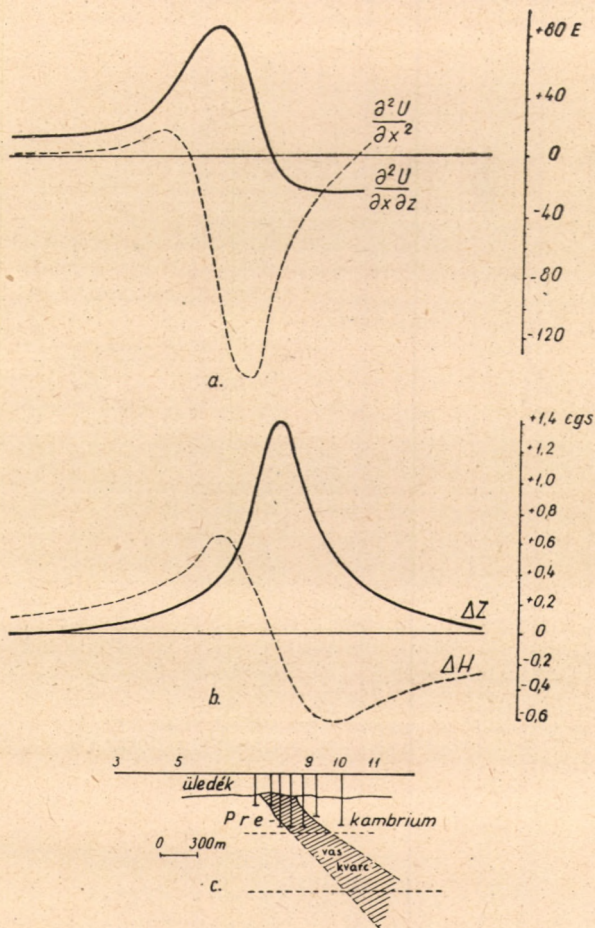 +80 E
+40
0
-40
-80
-120
∂²U
∂x²
∂²U
∂x∂z
a.
+1,4 cgs
+1,2
+1,0
+0,8
+0,6
+0,4
+0,2
0
-0,2
-0,4
-0,6
ΔZ
ΔH
b.
3 5 9 10 11
üledék
Pre- kambrium
0 300m
vas
kvarc
c.